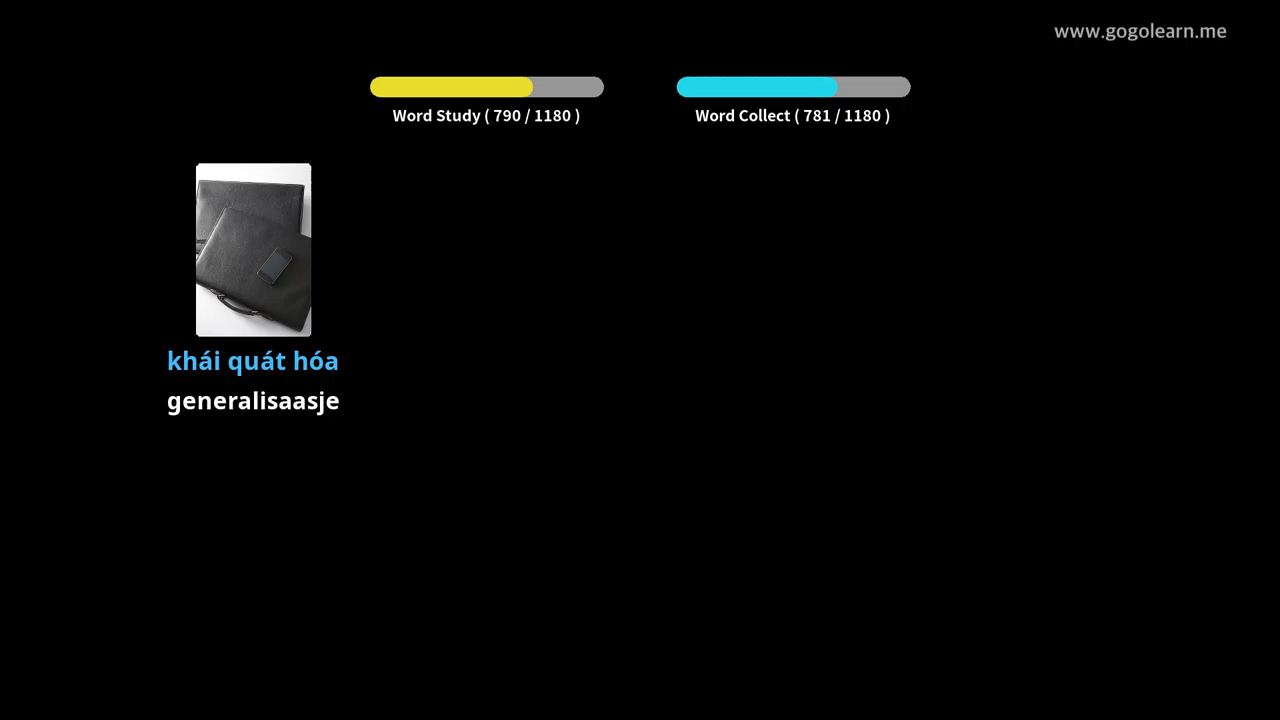 www.gogolearn.me
Word Study ( 790 / 1180 )
Word Collect ( 781 / 1180 )
khái quát hóa
generalisaasje